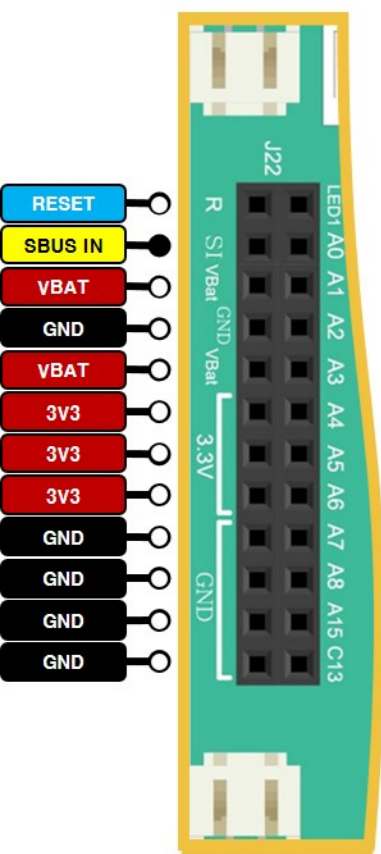 J22
RESET
SBUS IN
VBAT
GND
VBAT
3V3
3V3
3V3
GND
GND
GND
GND
R
SI
VBat
GND
VBat
3.3V
GND
LED1
A0
A1
A2
A3
A4
A5
A6
A7
A8
A15
C13